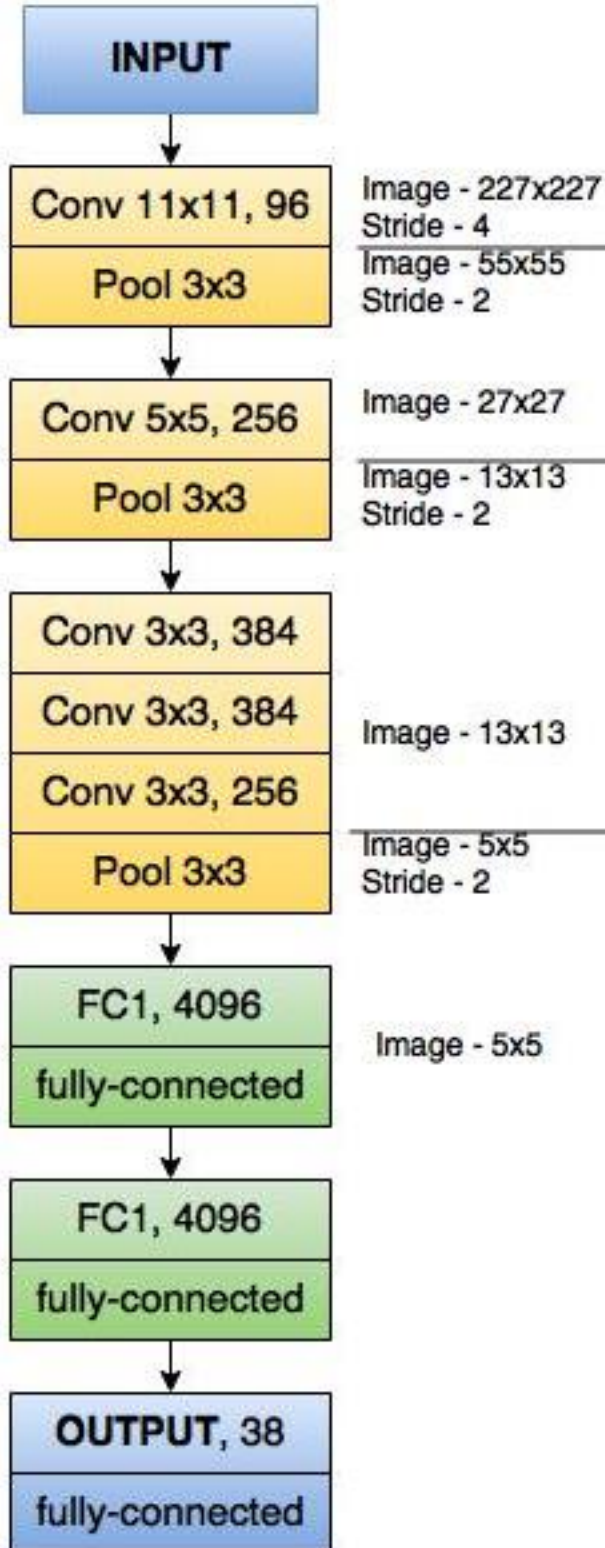 INPUT
Conv 11x11, 96
Image - 227x227
Stride - 4
Pool 3x3
Image - 55x55
Stride - 2
Conv 5x5, 256
Image - 27x27
Pool 3x3
Image - 13x13
Stride - 2
Conv 3x3, 384
Conv 3x3, 384
Conv 3x3, 256
Image - 13x13
Pool 3x3
Image - 5x5
Stride - 2
FC1, 4096
fully-connected
Image - 5x5
FC1, 4096
fully-connected
OUTPUT, 38
fully-connected